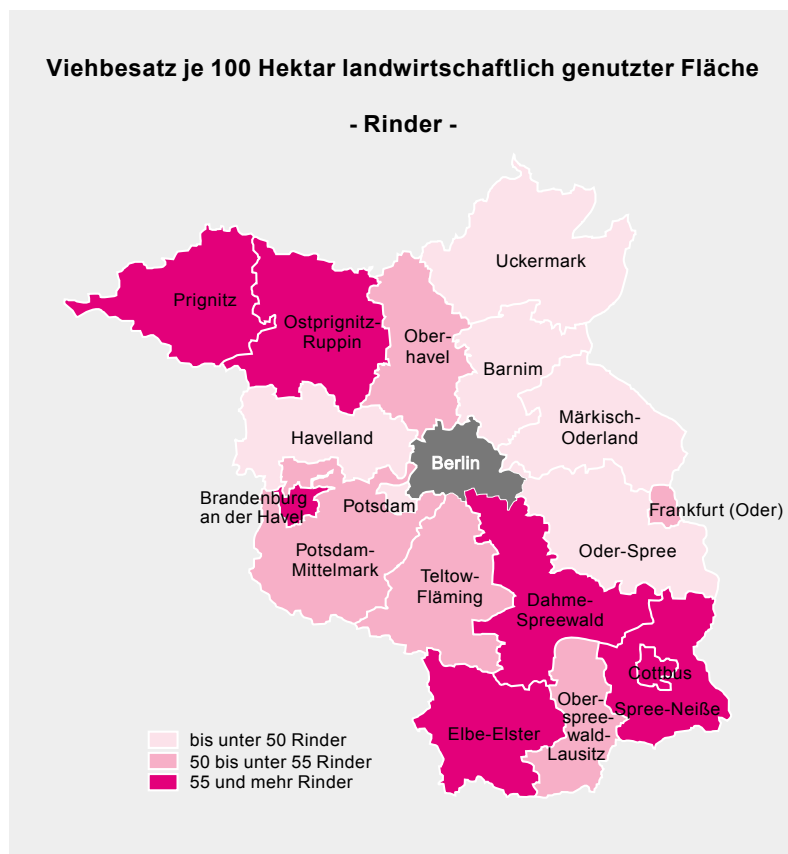 Viehbesatz je 100 Hektar landwirtschaftlich genutzter Fläche
- Rinder -
Uckermark
Prignitz
Ostprignitz-
Ruppin
Ober-
havel
Barnim
Märkisch-
Oderland
Havelland
Berlin
Brandenburg
an der Havel
Potsdam
Frankfurt (Oder)
Potsdam-
Mittelmark
Oder-Spree
Teltow-
Fläming
Dahme-
Spreewald
Cottbus
Spree-Neiße
Elbe-Elster
Ober-
spree-
wald-
Lausitz
bis unter 50 Rinder
50 bis unter 55 Rinder
55 und mehr Rinder